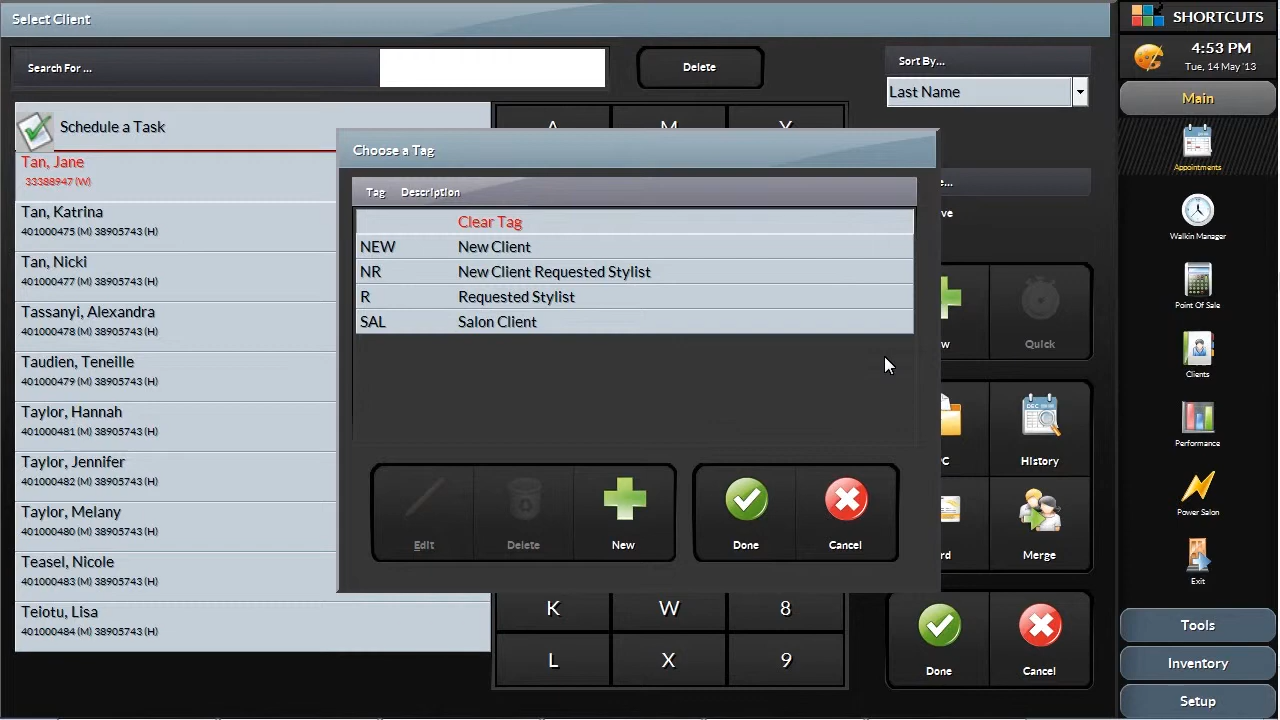 Select Client
Search For ...
Delete
Sort By...
Last Name
Schedule a Task
Tan, Jane
33388947 (W)
Tan, Katrina
401000475 (M) 38905743 (H)
Tan, Nicki
401000477 (M) 38905743 (H)
Tassanyi, Alexandra
401000478 (M) 38905743 (H)
Taudien, Teneille
401000479 (M) 38905743 (H)
Taylor, Hannah
401000481 (M) 38905743 (H)
Taylor, Jennifer
401000482 (M) 38905743 (H)
Taylor, Melany
401000480 (M) 38905743 (H)
Teasel, Nicole
401000483 (M) 38905743 (H)
Teiotu, Lisa
401000484 (M) 38905743 (H)
Choose a Tag
Tag Description
Clear Tag
NEW New Client
NR New Client Requested Stylist
R Requested Stylist
SAL Salon Client
Edit
Delete
New
Done
Cancel
K W 8
L X 9
Quick
History
Merge
Done
Cancel
SHORTCUTS
4:53 PM
Tue, 14 May '13
Main
Appointments
Walkin Manager
Point Of Sale
Clients
Performance
Power Salon
Exit
Tools
Inventory
Setup